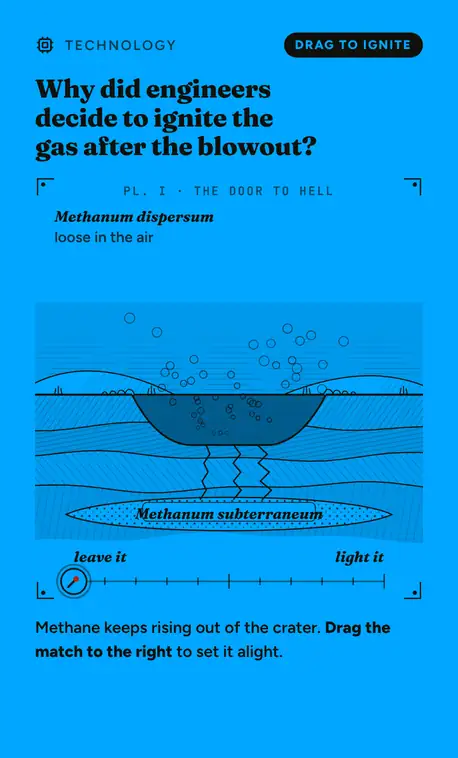 TECHNOLOGY
DRAG TO IGNITE
Why did engineers
decide to ignite the
gas after the blowout?
PL. I · THE DOOR TO HELL
Methanum dispersum
loose in the air
Methanum subterraneum
leave it
light it
Methane keeps rising out of the crater. Drag the
match to the right to set it alight.